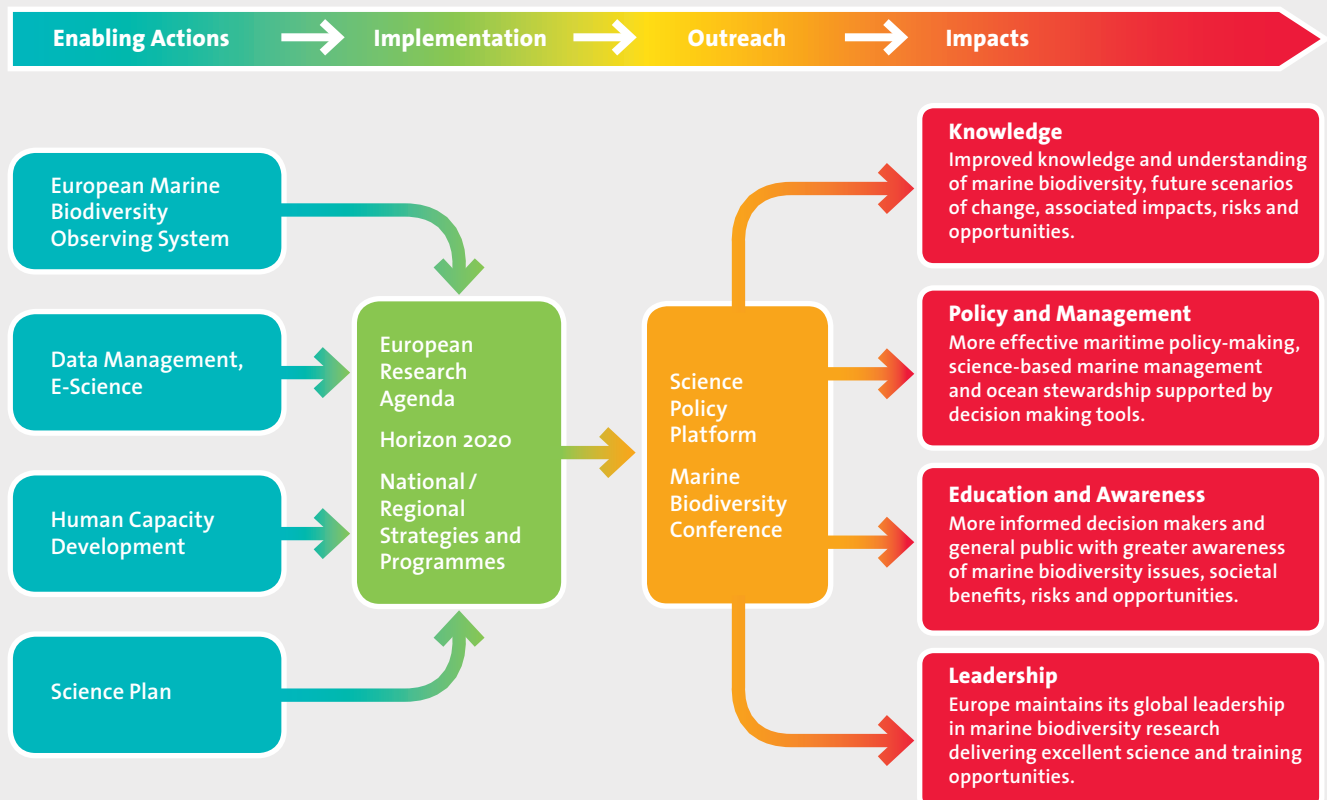 Enabling Actions
Implementation
Outreach
Impacts
European Marine
Biodiversity
Observing System
Data Management,
E-Science
Human Capacity
Development
Science Plan
European
Research
Agenda
Horizon 2020
National /
Regional
Strategies and
Programmes
Science
Policy
Platform
Marine
Biodiversity
Conference
Knowledge
Improved knowledge and understanding
of marine biodiversity, future scenarios
of change, associated impacts, risks and
opportunities.
Policy and Management
More effective maritime policy-making,
science-based marine management
and ocean stewardship supported by
decision making tools.
Education and Awareness
More informed decision makers and
general public with greater awareness
of marine biodiversity issues, societal
benefits, risks and opportunities.
Leadership
Europe maintains its global leadership
in marine biodiversity research
delivering excellent science and training
opportunities.